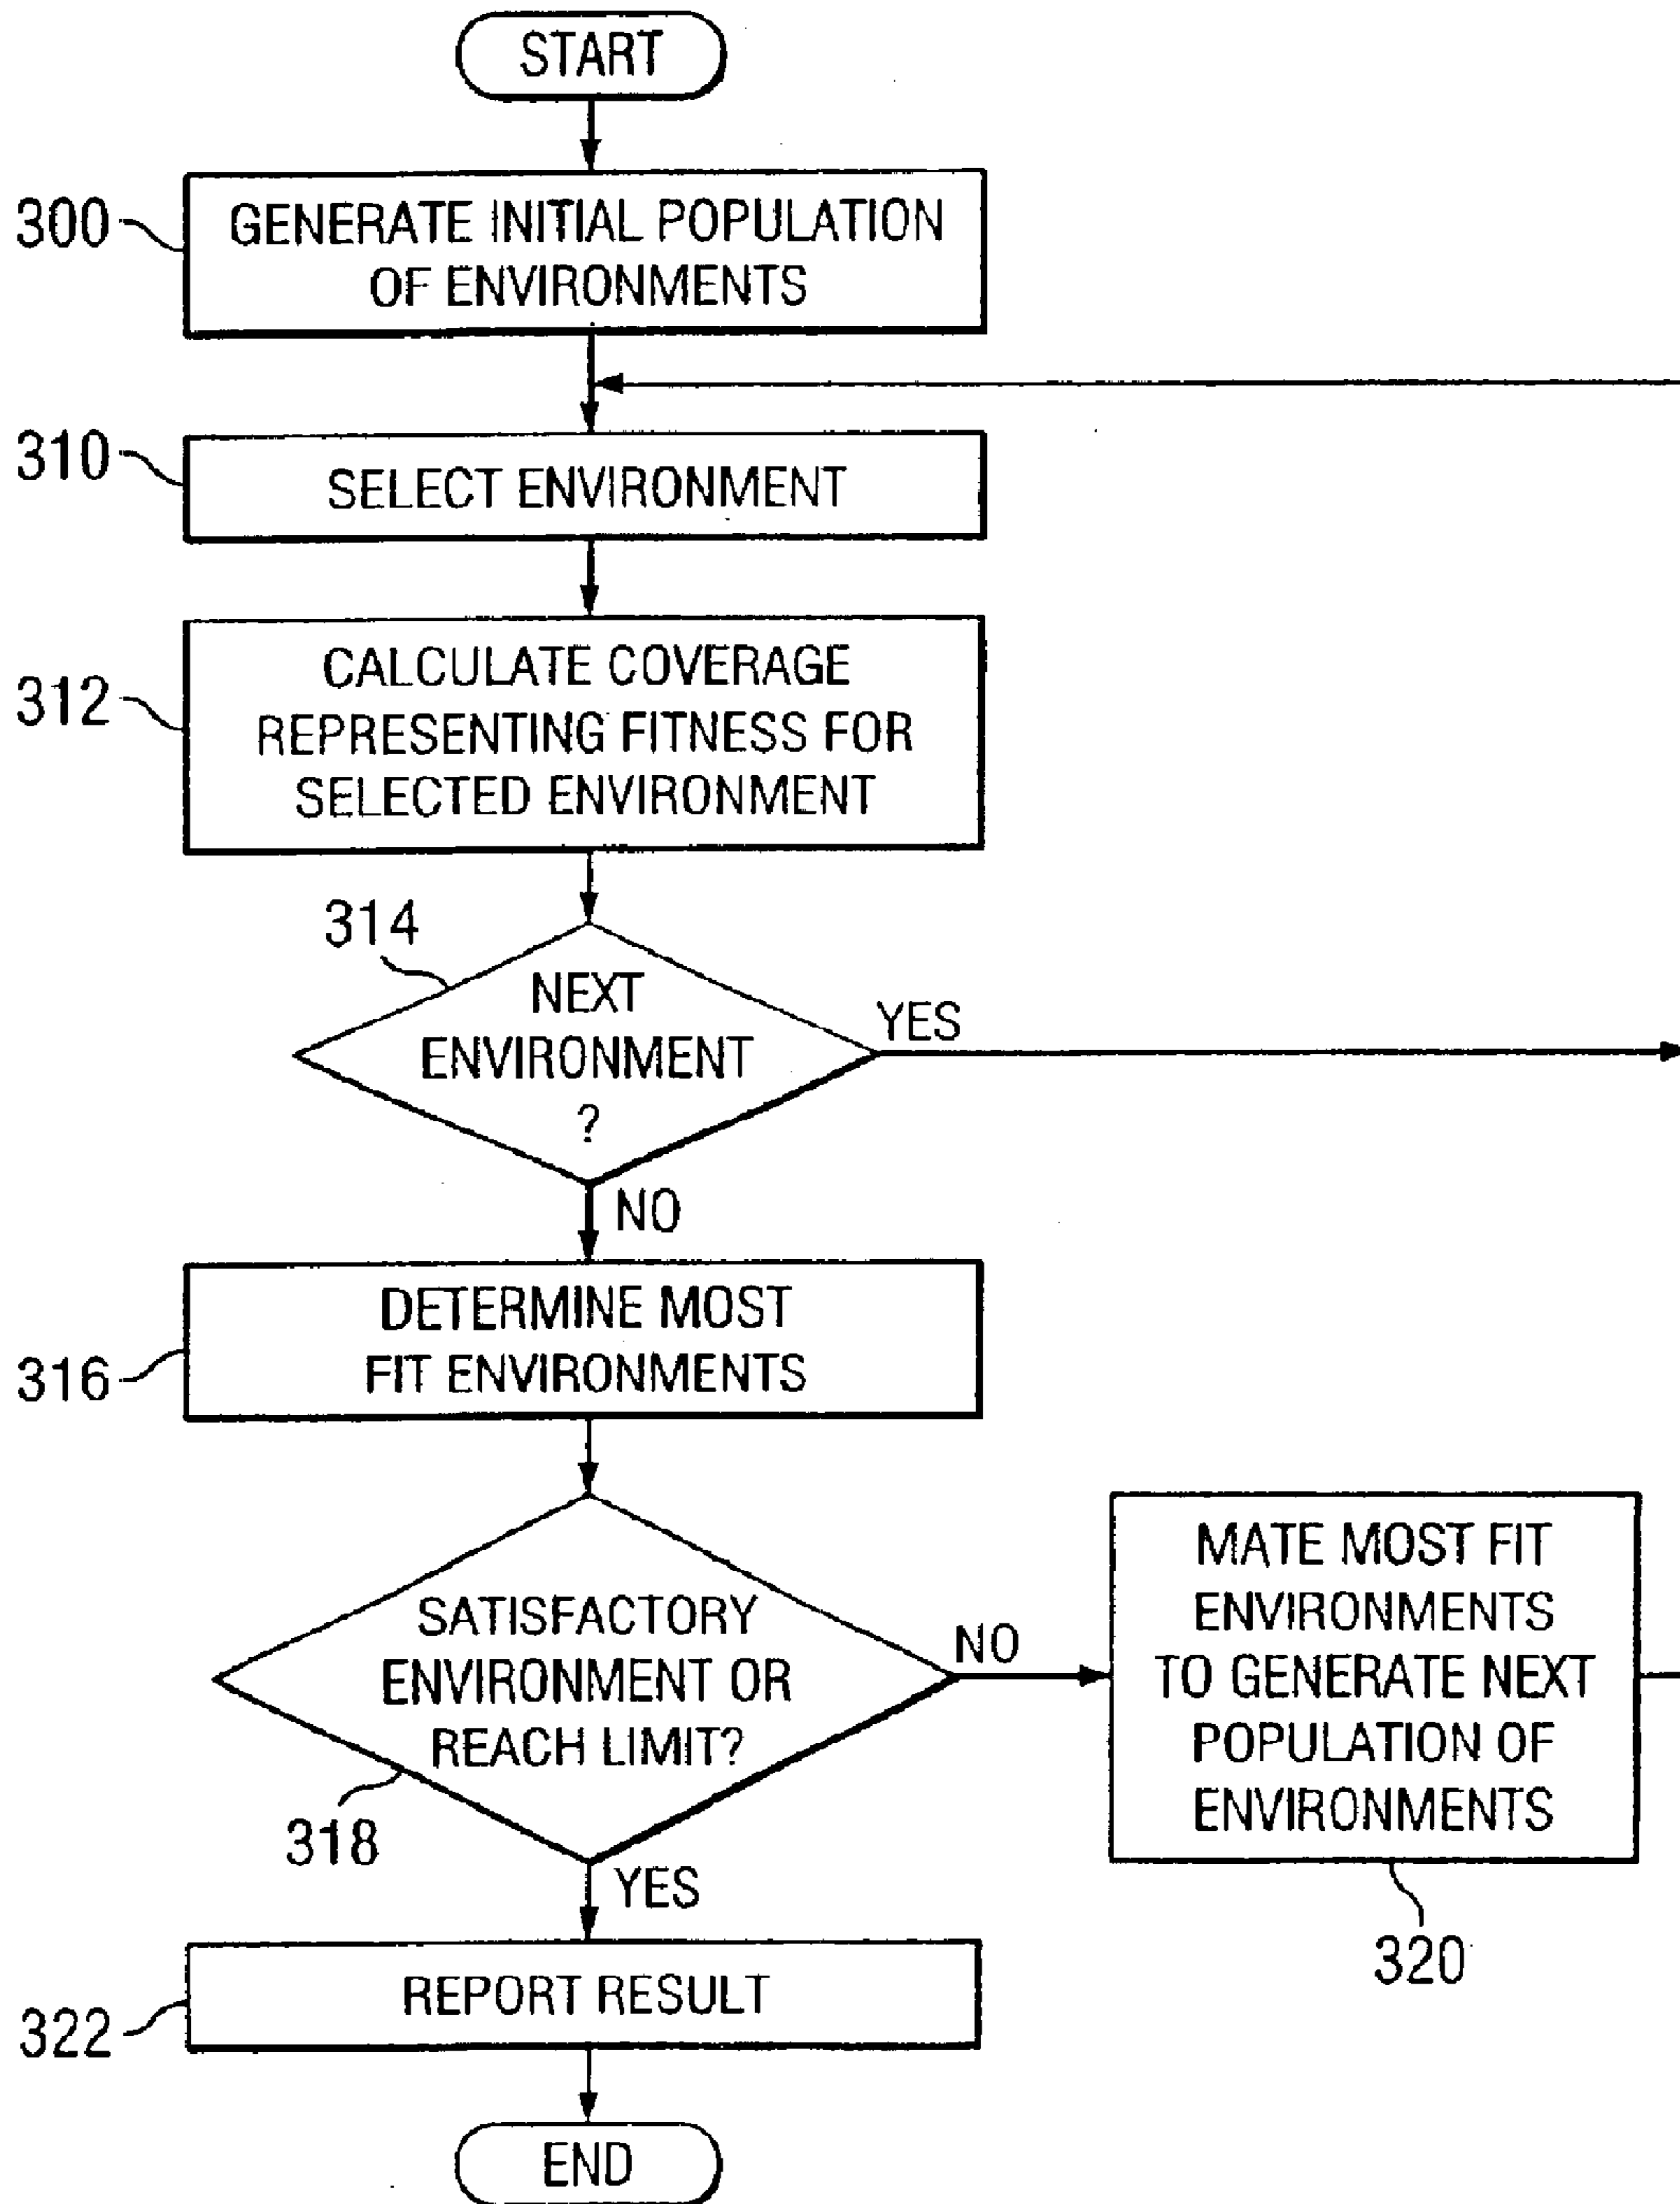 START
300
GENERATE INITIAL POPULATION
OF ENVIRONMENTS
310
SELECT ENVIRONMENT
312
CALCULATE COVERAGE
REPRESENTING FITNESS FOR
SELECTED ENVIRONMENT
314
NEXT
ENVIRONMENT
?
YES
NO
316
DETERMINE MOST
FIT ENVIRONMENTS
SATISFACTORY
ENVIRONMENT OR
REACH LIMIT?
318
NO
MATE MOST FIT
ENVIRONMENTS
TO GENERATE NEXT
POPULATION OF
ENVIRONMENTS
320
YES
322
REPORT RESULT
END